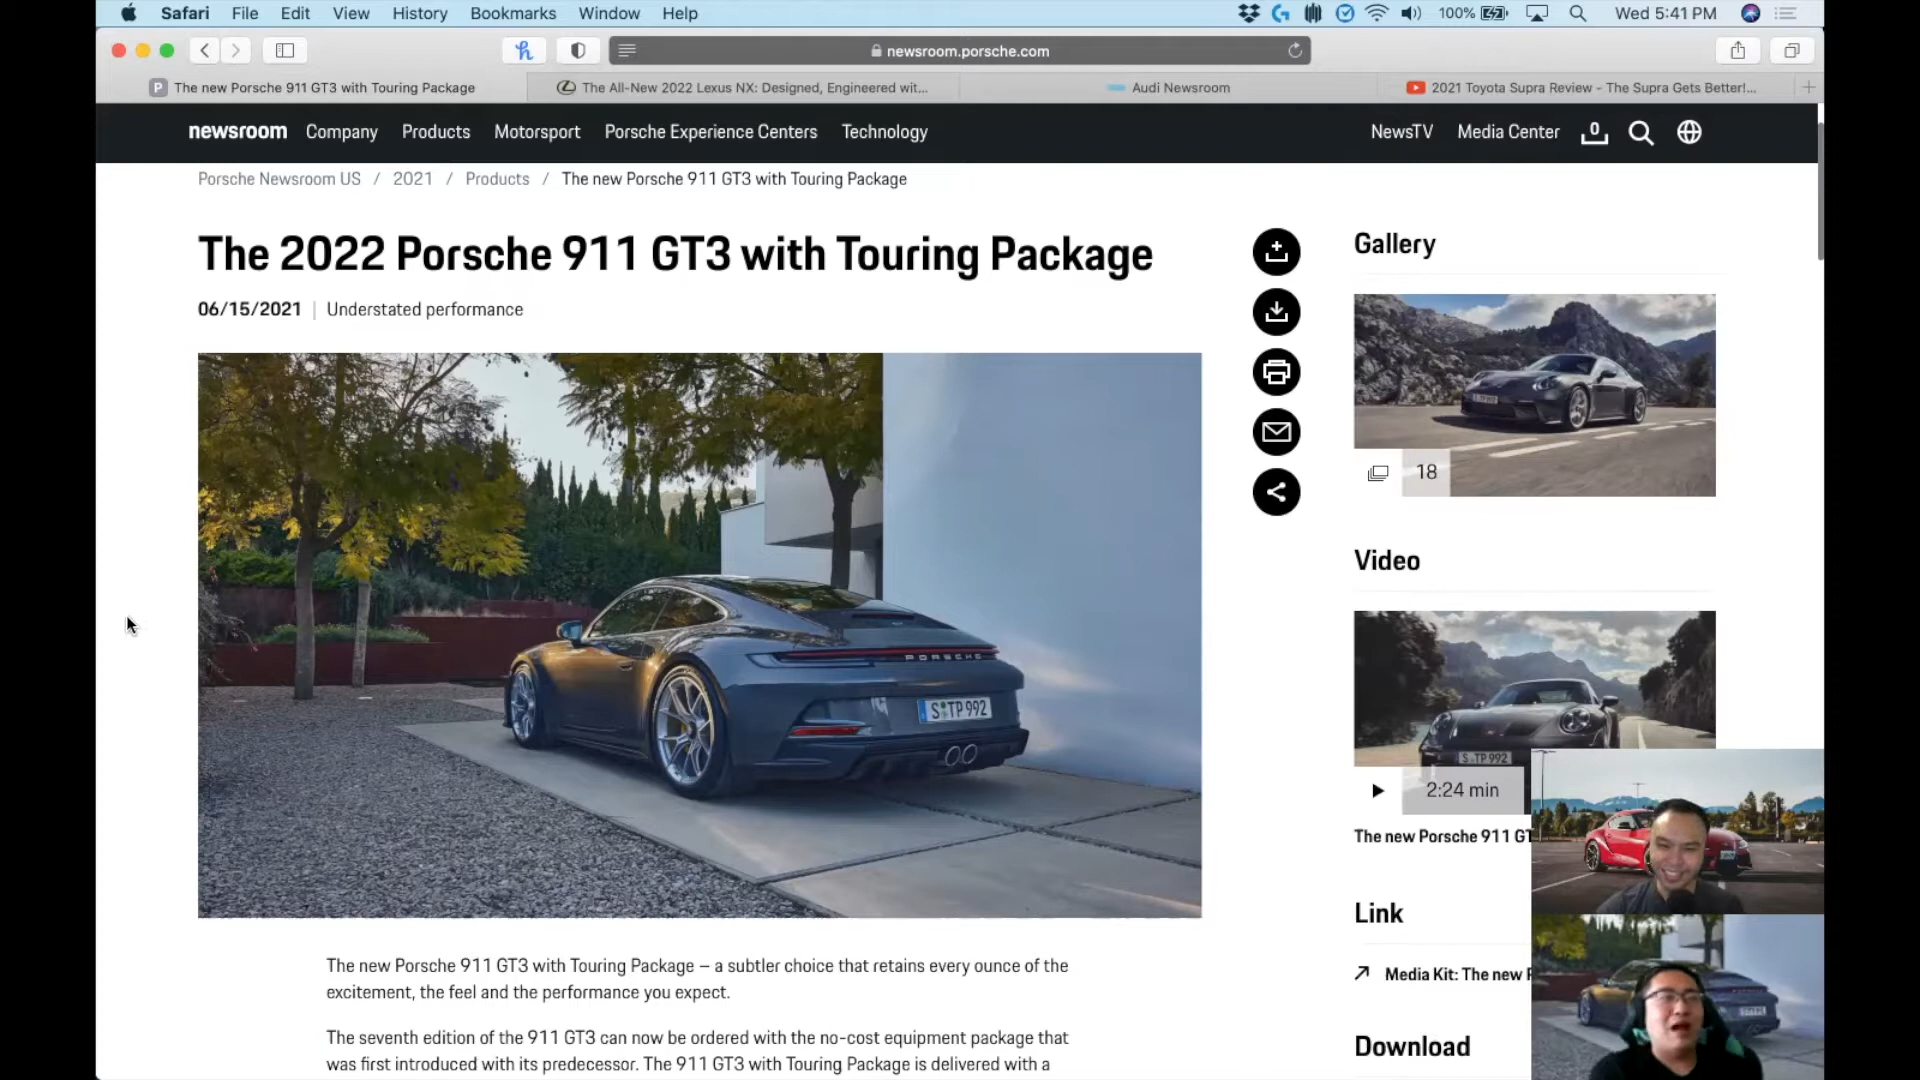 Safari File Edit View History Bookmarks Window Help 100% Wed 5:41 PM
newsroom.porsche.com
The new Porsche 911 GT3 with Touring Package The All-New 2022 Lexus NX: Designed, Engineered wit... Audi Newsroom 2021 Toyota Supra Review - The Supra Gets Better!...
newsroom Company Products Motorsport Porsche Experience Centers Technology NewsTV Media Center 0
Porsche Newsroom US / 2021 / Products / The new Porsche 911 GT3 with Touring Package
The 2022 Porsche 911 GT3 with Touring Package
06/15/2021 | Understated performance
PORSCHE
S TP 992
The new Porsche 911 GT3 with Touring Package – a subtler choice that retains every ounce of the
excitement, the feel and the performance you expect.
The seventh edition of the 911 GT3 can now be ordered with the no-cost equipment package that
was first introduced with its predecessor. The 911 GT3 with Touring Package is delivered with a
Gallery
18
Video
S TP 992
2:24 min
The new Porsche 911 GT
Link
Media Kit: The new
Download